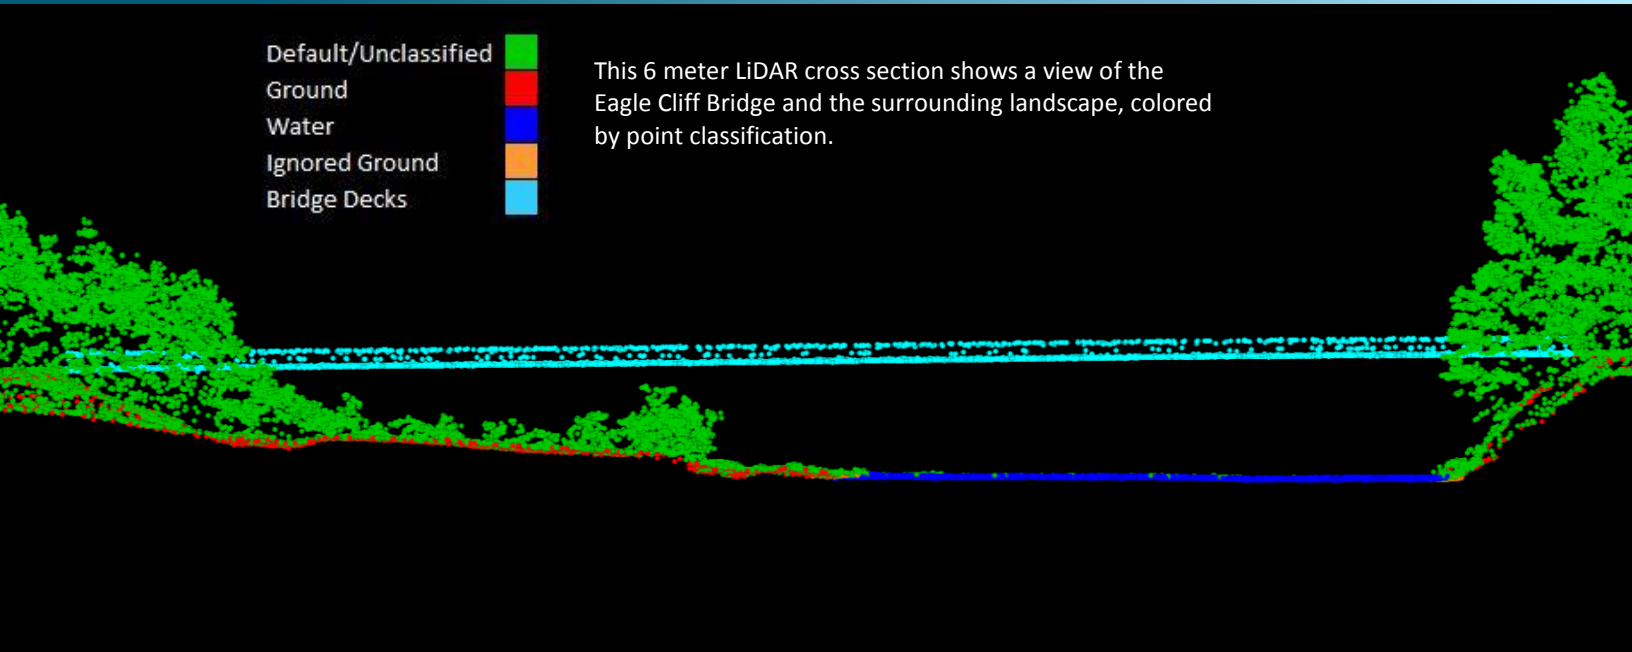 Default/Unclassified
Ground
Water
Ignored Ground
Bridge Decks
This 6 meter LiDAR cross section shows a view of the
Eagle Cliff Bridge and the surrounding landscape, colored
by point classification.